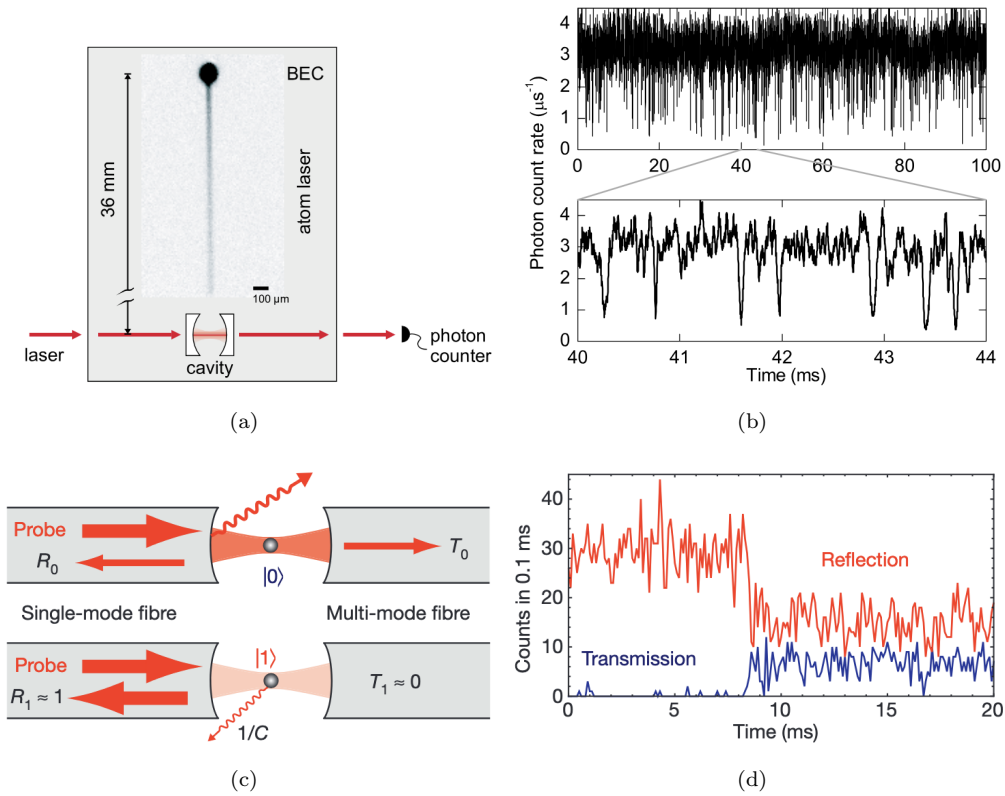 (a)
BEC
36 mm
atom laser
100 μm
laser
cavity
photon
counter
(b)
Photon count rate (μs⁻¹)
4
3
2
1
0
0 20 40 60 80 100
4
3
2
1
0
40 41 42 43 44
Time (ms)
(c)
Probe
R₀
|0⟩
T₀
Single-mode fibre
Multi-mode fibre
Probe
R₁ ≈ 1
|1⟩
T₁ ≈ 0
1/C
(d)
Counts in 0.1 ms
40
30
20
10
0
Reflection
Transmission
0 5 10 15 20
Time (ms)